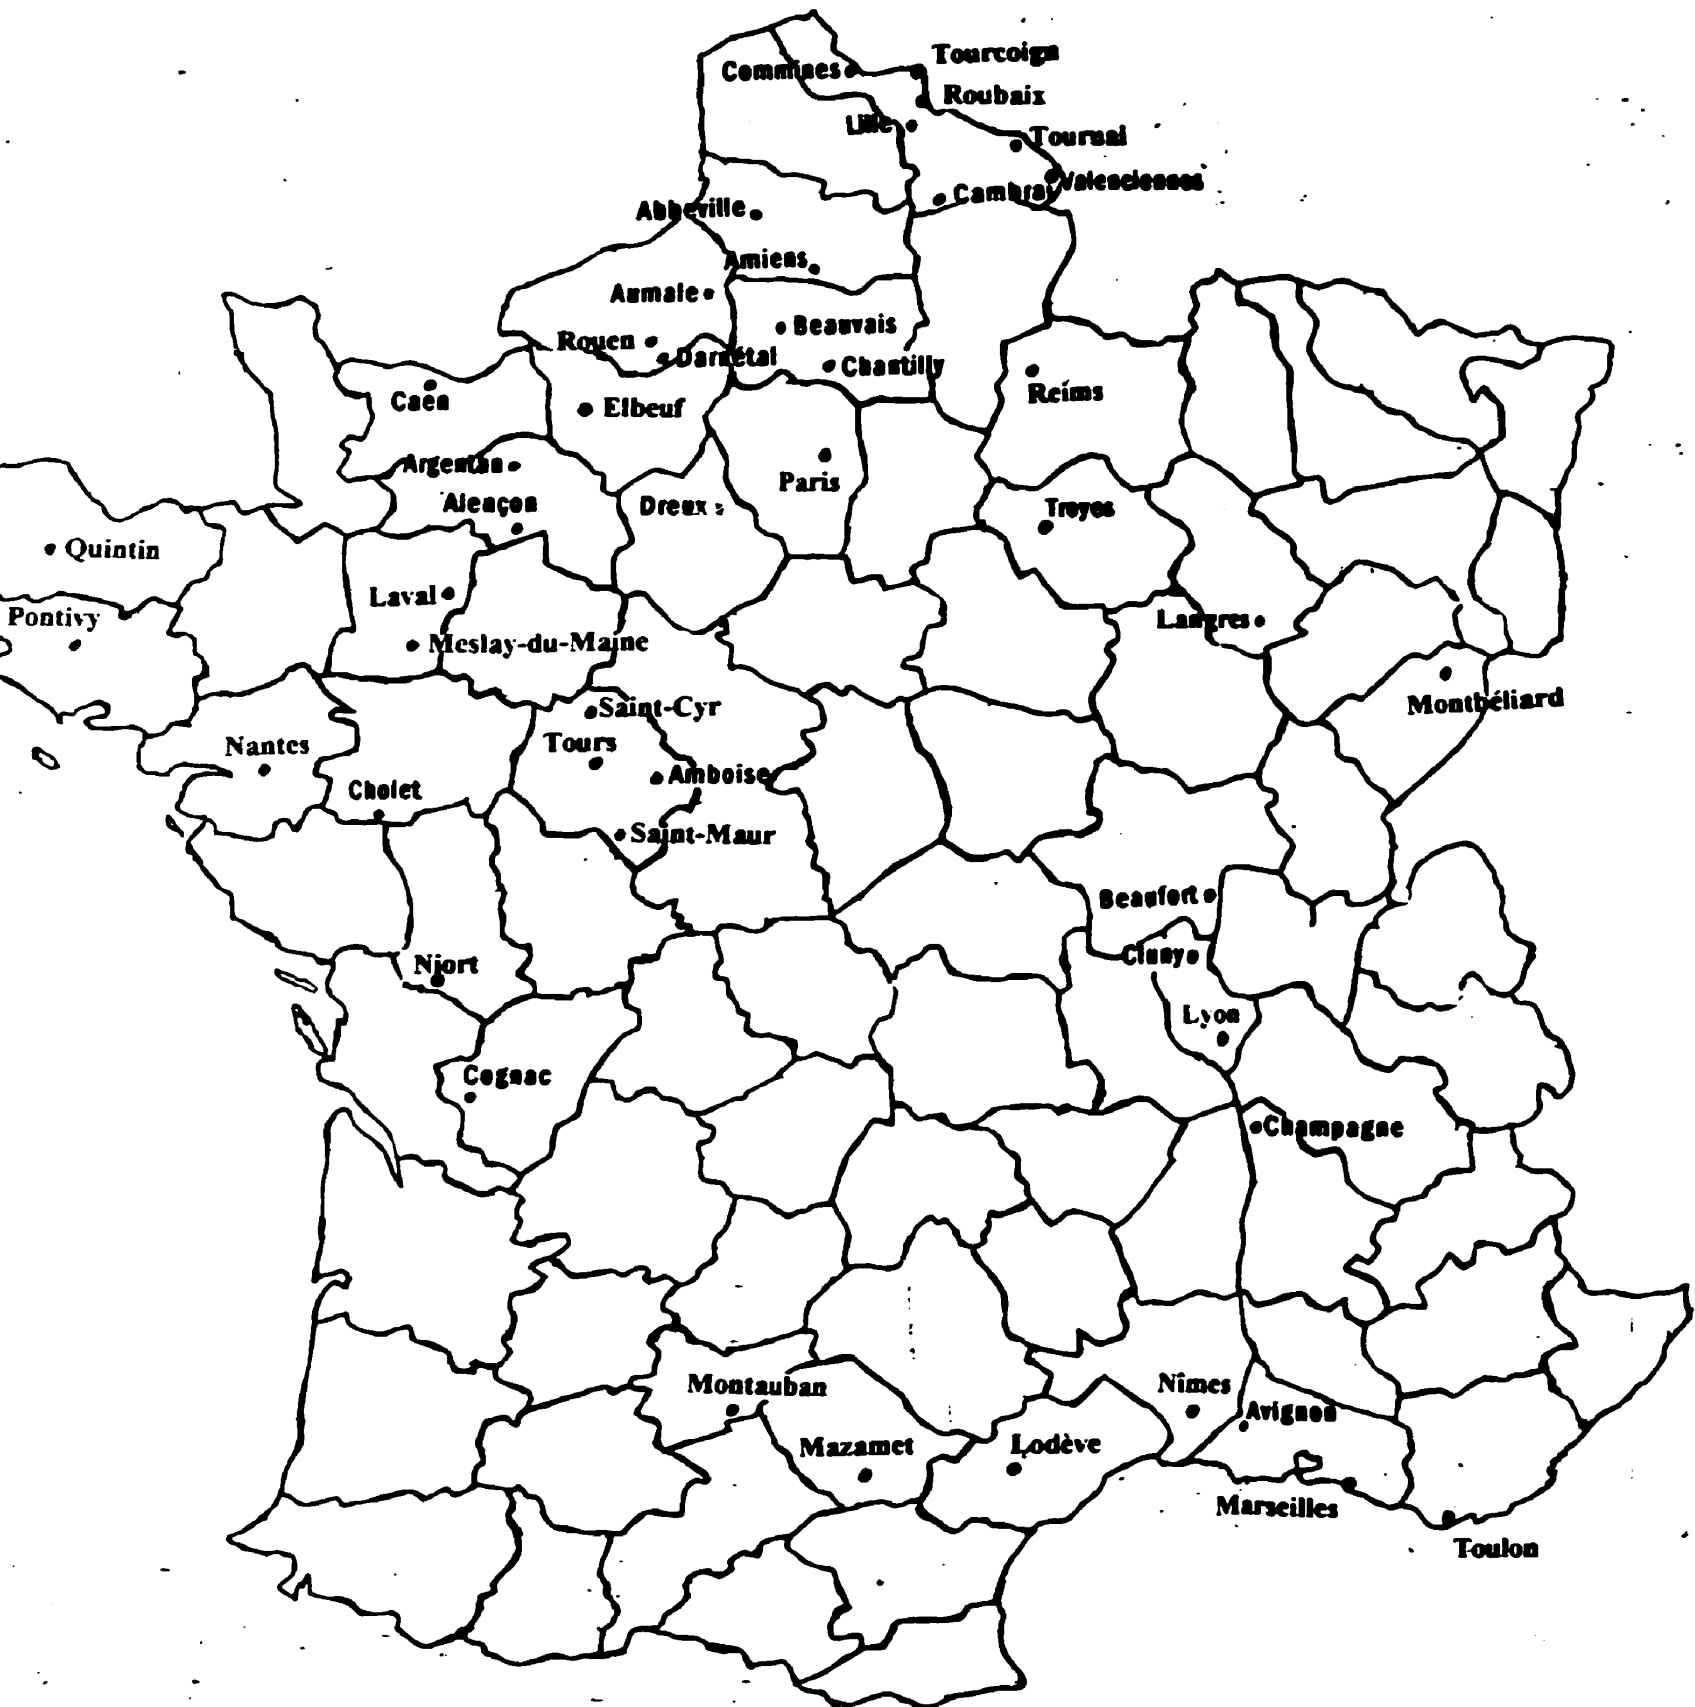 Tourcoign
Commines
Roubaix
Lille
Tournai
Valenciennes
Cambrai
Abbeville
Amiens
Aumale
Beauvais
Rouen
Darnétal
Chantilly
Reims
Caen
Elbeuf
Argentan
Paris
Alençon
Dreux
Troyes
Quintin
Laval
Pontivy
Langres
Meslay-du-Maine
Montbéliard
Saint-Cyr
Nantes
Tours
Amboise
Cholet
Saint-Maur
Beaufort
Cluny
Niort
Lyon
Cognac
Champagne
Montauban
Nîmes
Avignon
Mazamet
Lodève
Marseilles
Toulon